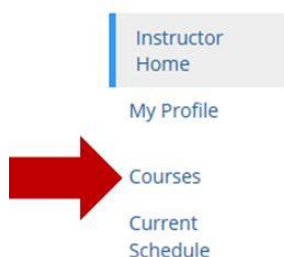 Instructor
Home
My Profile
Courses
Current
Schedule